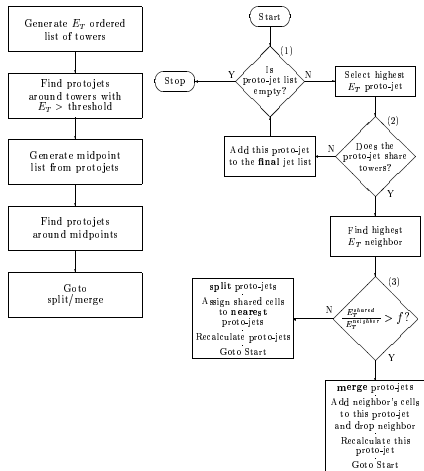 Generate E_T ordered
list of towers
Find protojets
around towers with
E_T > threshold
Generate midpoint
list from protojets
Find protojets
around midpoints
Goto
split/merge
Start
(1)
Is
proto-jet list
empty?
Y
N
Stop
Select highest
E_T proto-jet
(2)
Does the
proto-jet share
towers?
N
Y
Add this proto-jet
to the final jet list
Find highest
E_T neighbor
(3)
E_T^shared / E_T^neighbor > f?
N
Y
split proto-jets
Assign shared cells
to nearest
proto-jets
Recalculate proto-jets
Goto Start
merge proto-jets
Add neighbor's cells
to this proto-jet
and drop neighbor
Recalculate this
proto-jet
Goto Start